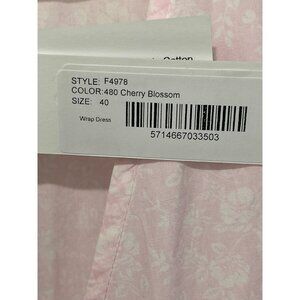 Cotton
STYLE: F4978
COLOR:480 Cherry Blossom
SIZE: 40
Wrap Dress
5714667033503